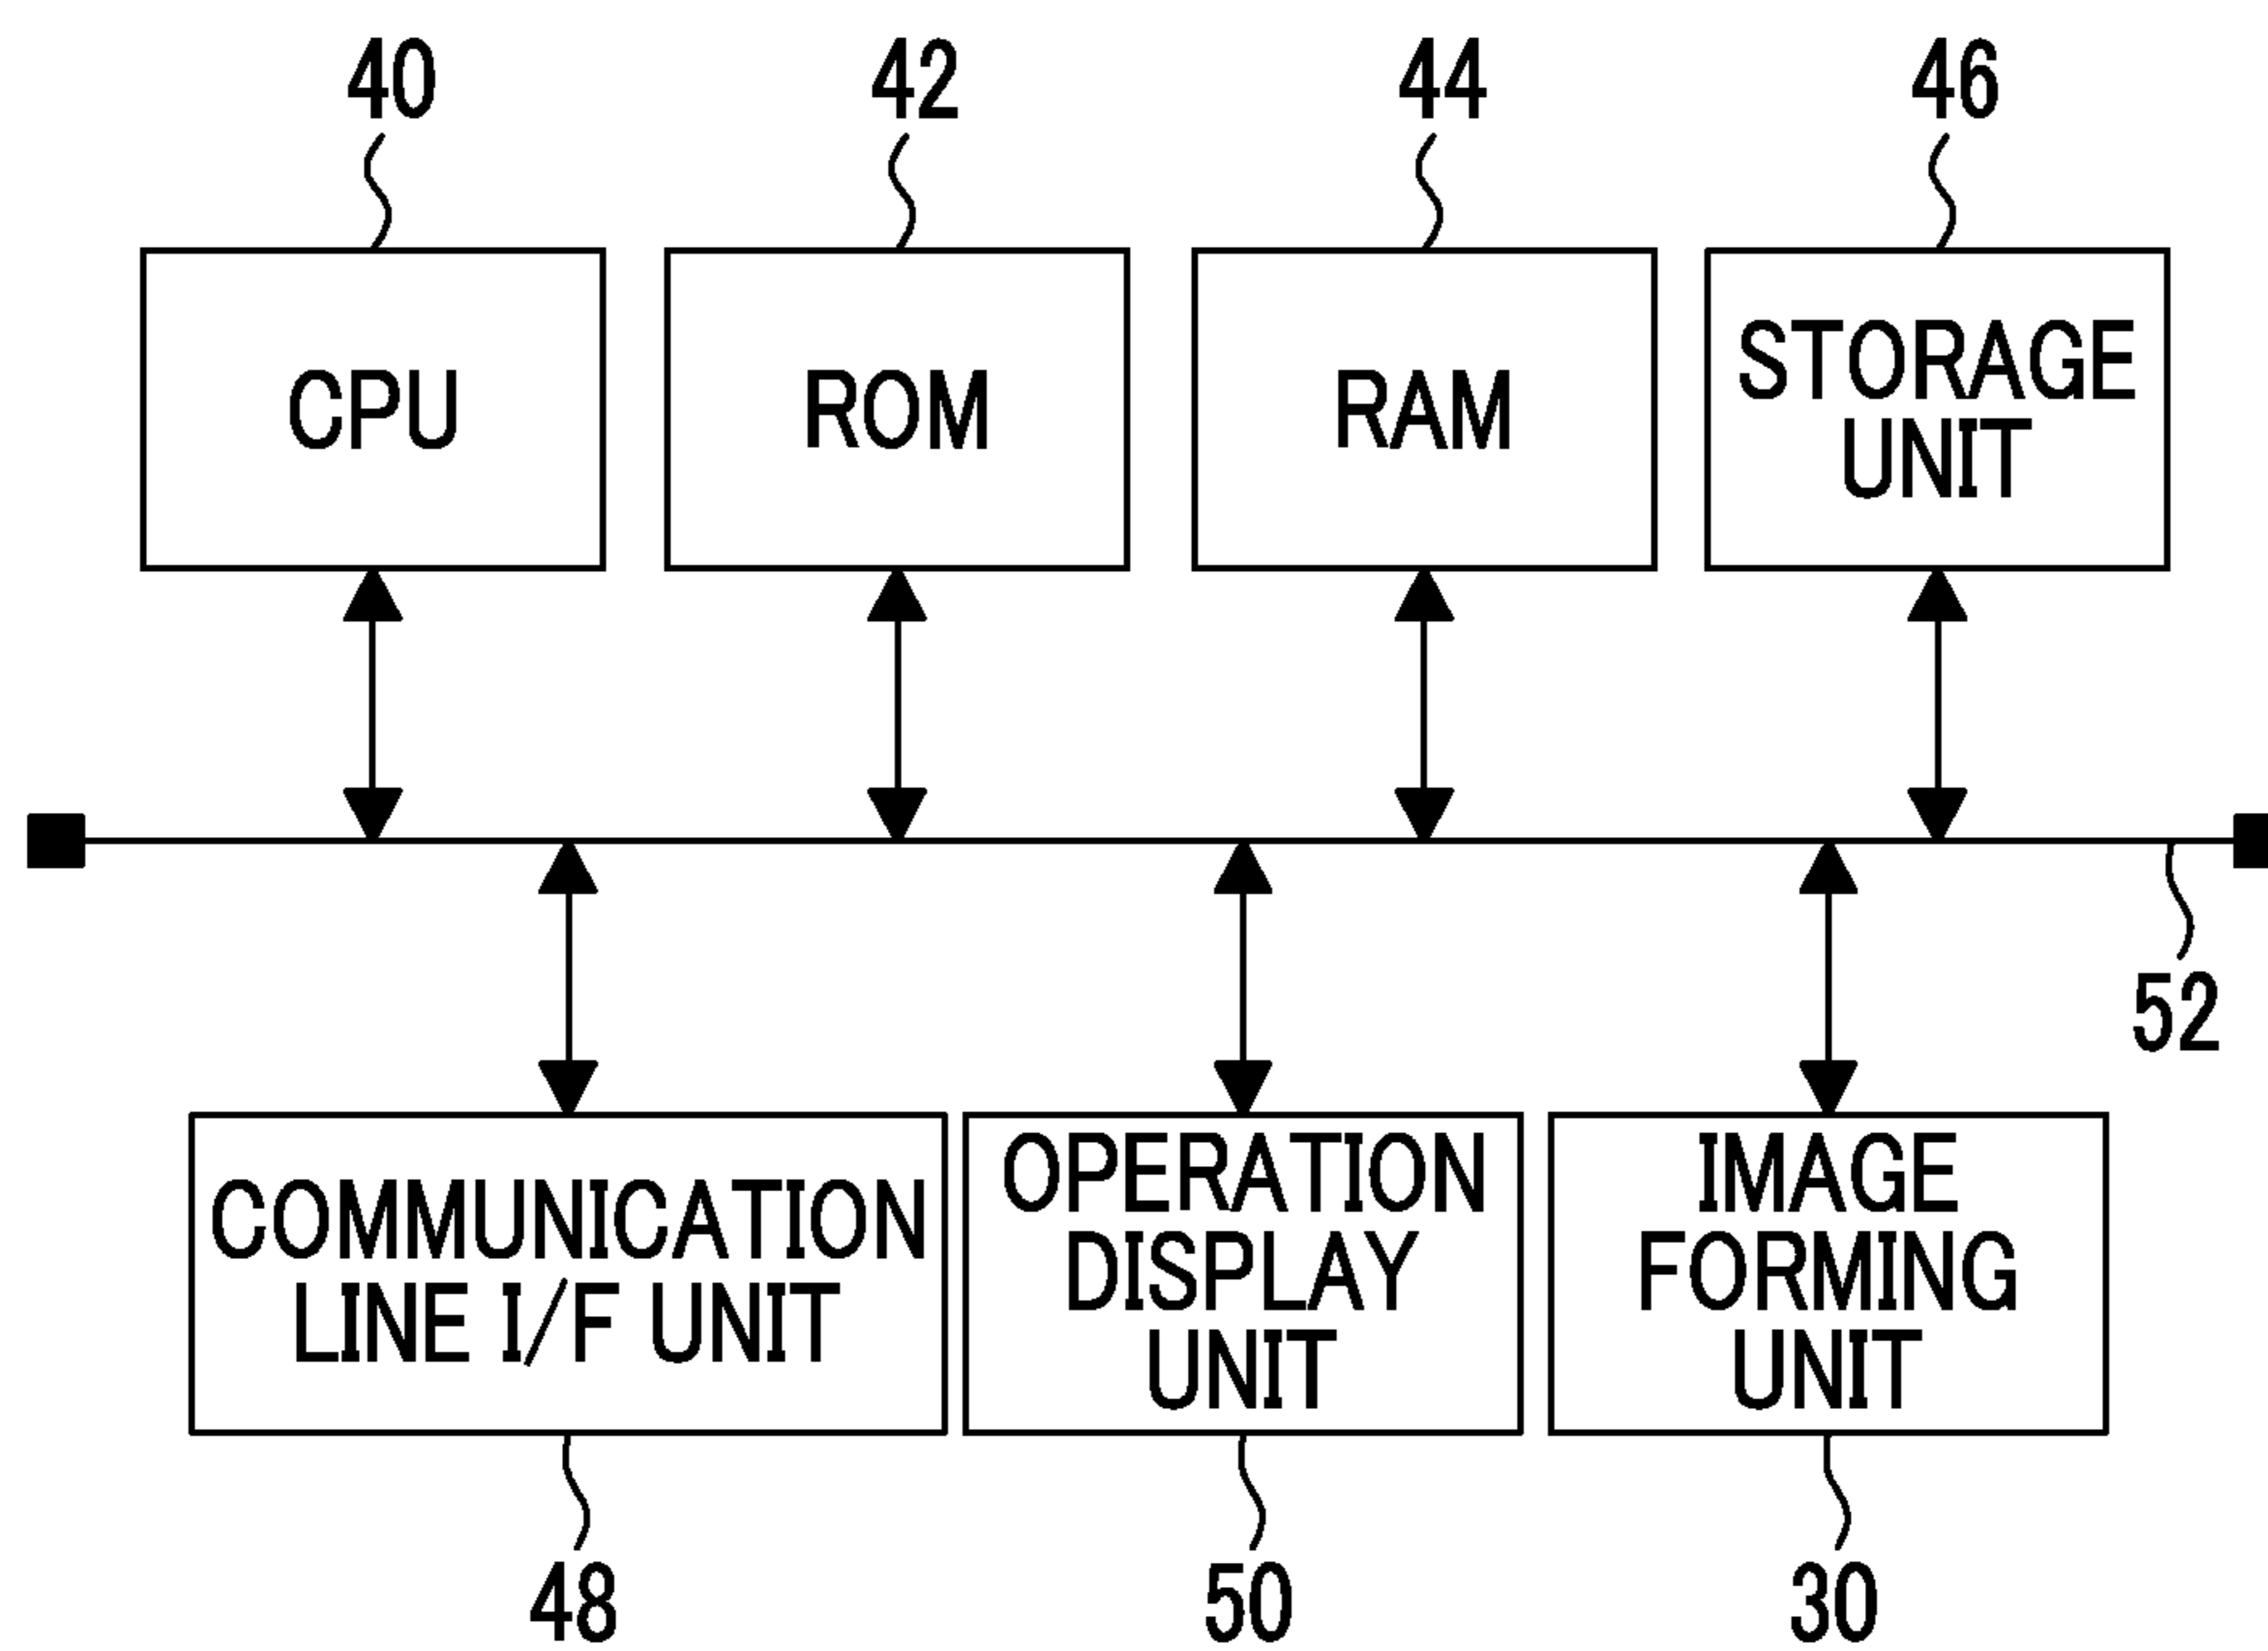 40
42
44
46
CPU
ROM
RAM
STORAGE
UNIT
52
COMMUNICATION
LINE I/F UNIT
OPERATION
DISPLAY
UNIT
IMAGE
FORMING
UNIT
48
50
30